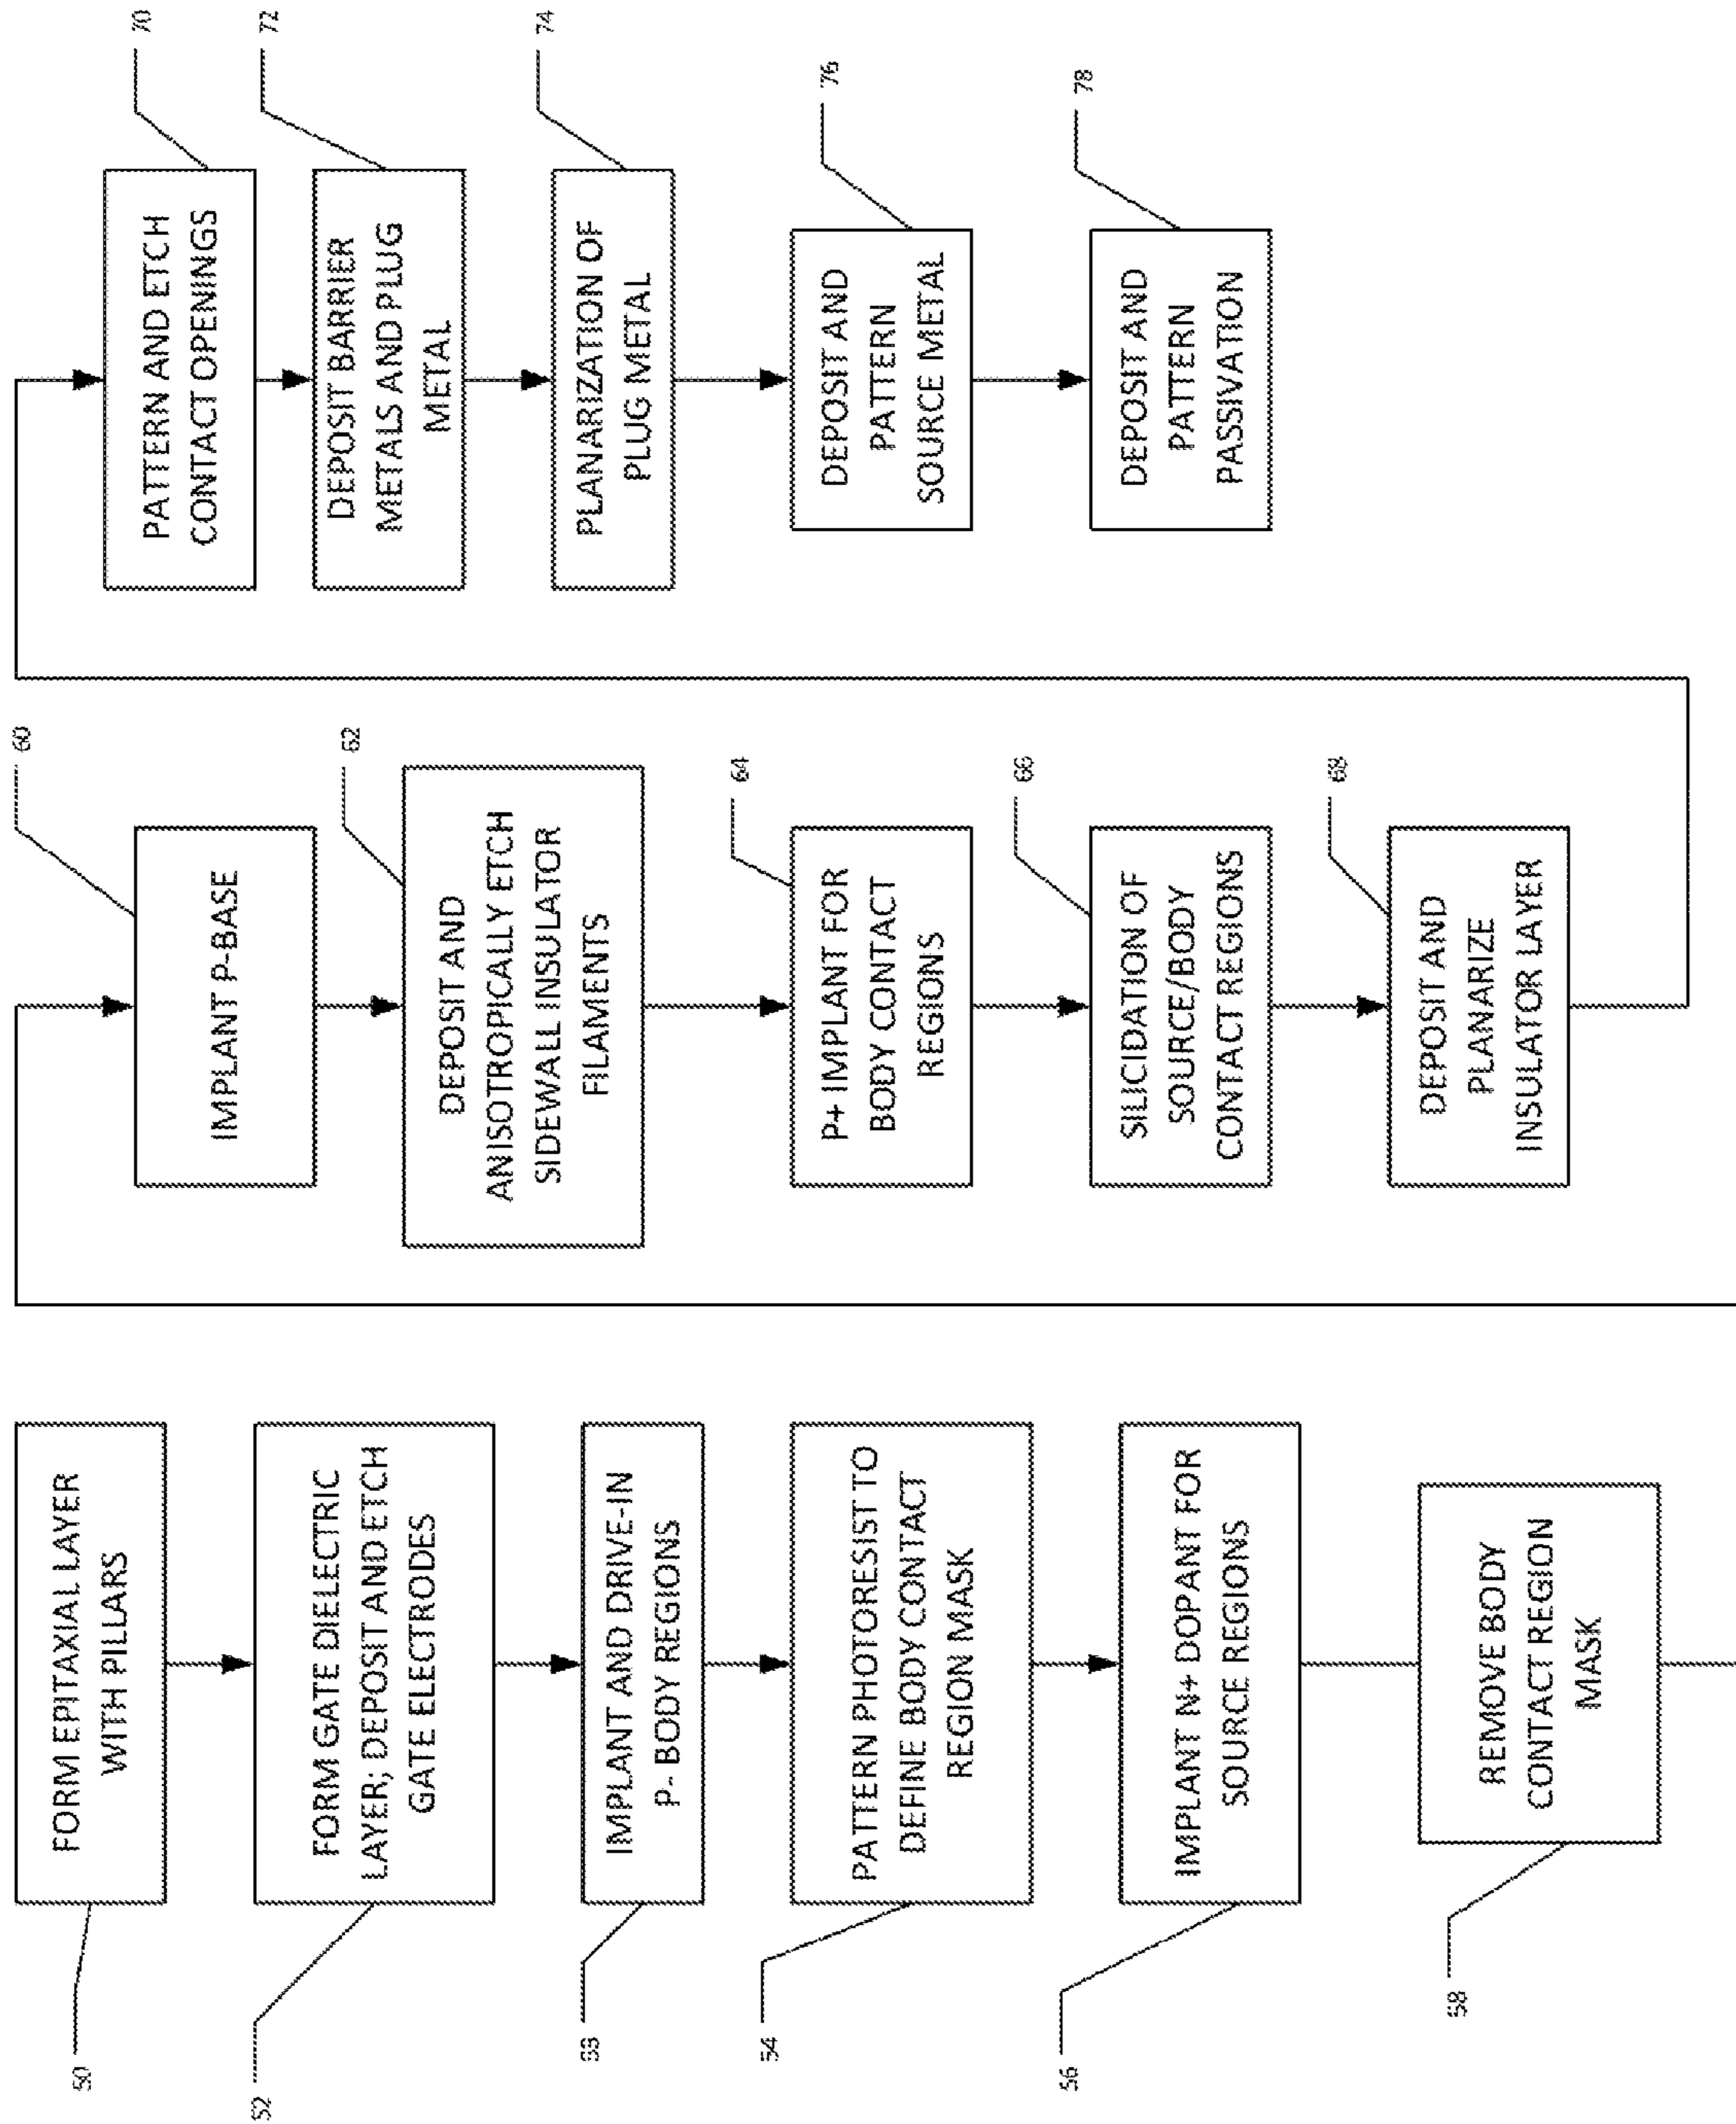 50
FORM EPITAXIAL LAYER
WITH PILLARS
52
FORM GATE DIELECTRIC
LAYER; DEPOSIT AND ETCH
GATE ELECTRODES
53
IMPLANT AND DRIVE-IN
P- BODY REGIONS
54
PATTERN PHOTORESIST TO
DEFINE BODY CONTACT
REGION MASK
56
IMPLANT N+ DOPANT FOR
SOURCE REGIONS
58
REMOVE BODY
CONTACT REGION
MASK
60
IMPLANT P-BASE
62
DEPOSIT AND
ANISOTROPICALLY ETCH
SIDEWALL INSULATOR
FILAMENTS
64
P+ IMPLANT FOR
BODY CONTACT
REGIONS
66
SILICIDATION OF
SOURCE/BODY
CONTACT REGIONS
68
DEPOSIT AND
PLANARIZE
INSULATOR LAYER
70
PATTERN AND ETCH
CONTACT OPENINGS
72
DEPOSIT BARRIER
METALS AND PLUG
METAL
74
PLANARIZATION OF
PLUG METAL
76
DEPOSIT AND
PATTERN
SOURCE METAL
78
DEPOSIT AND
PATTERN
PASSIVATION